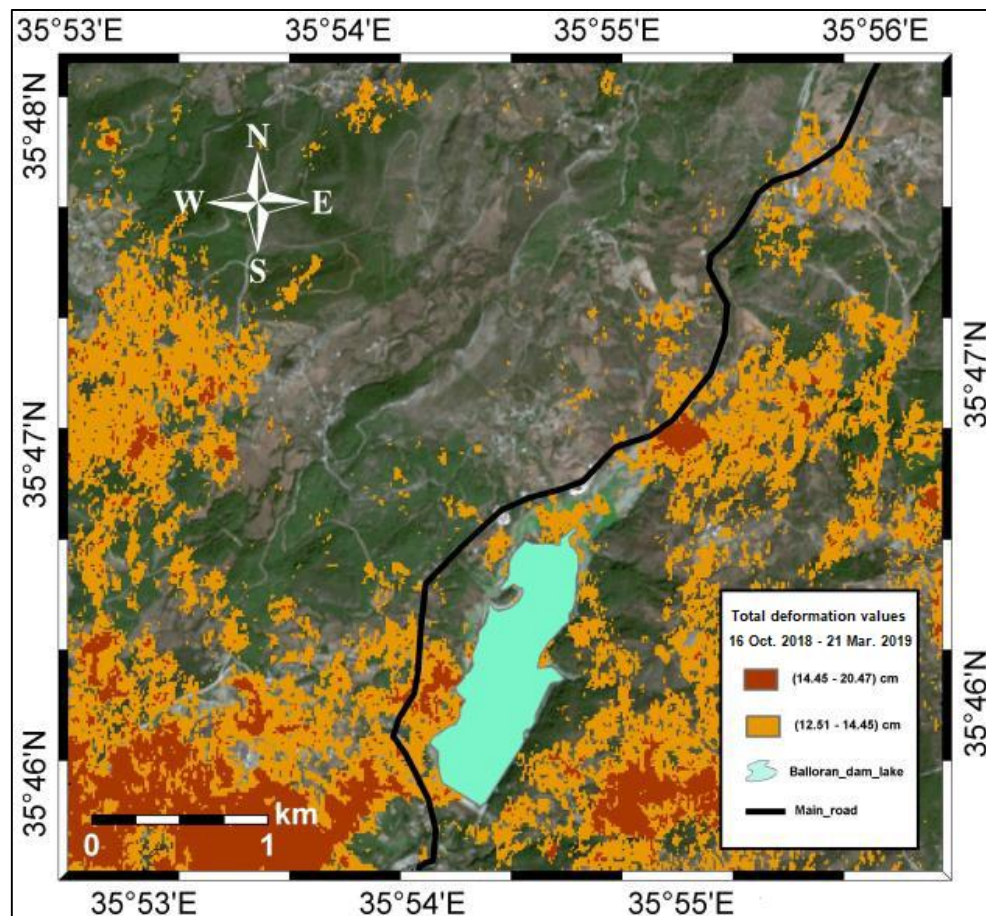 35°53'E 35°54'E 35°55'E 35°56'E
35°48'N
N
W E
S
35°47'N
35°47'N
Total deformation values
16 Oct. 2018 - 21 Mar. 2019
(14.45 - 20.47) cm
(12.51 - 14.45) cm
Balloran_dam_lake
Main_road
35°46'N
35°46'N
km
0 1
35°53'E 35°54'E 35°55'E